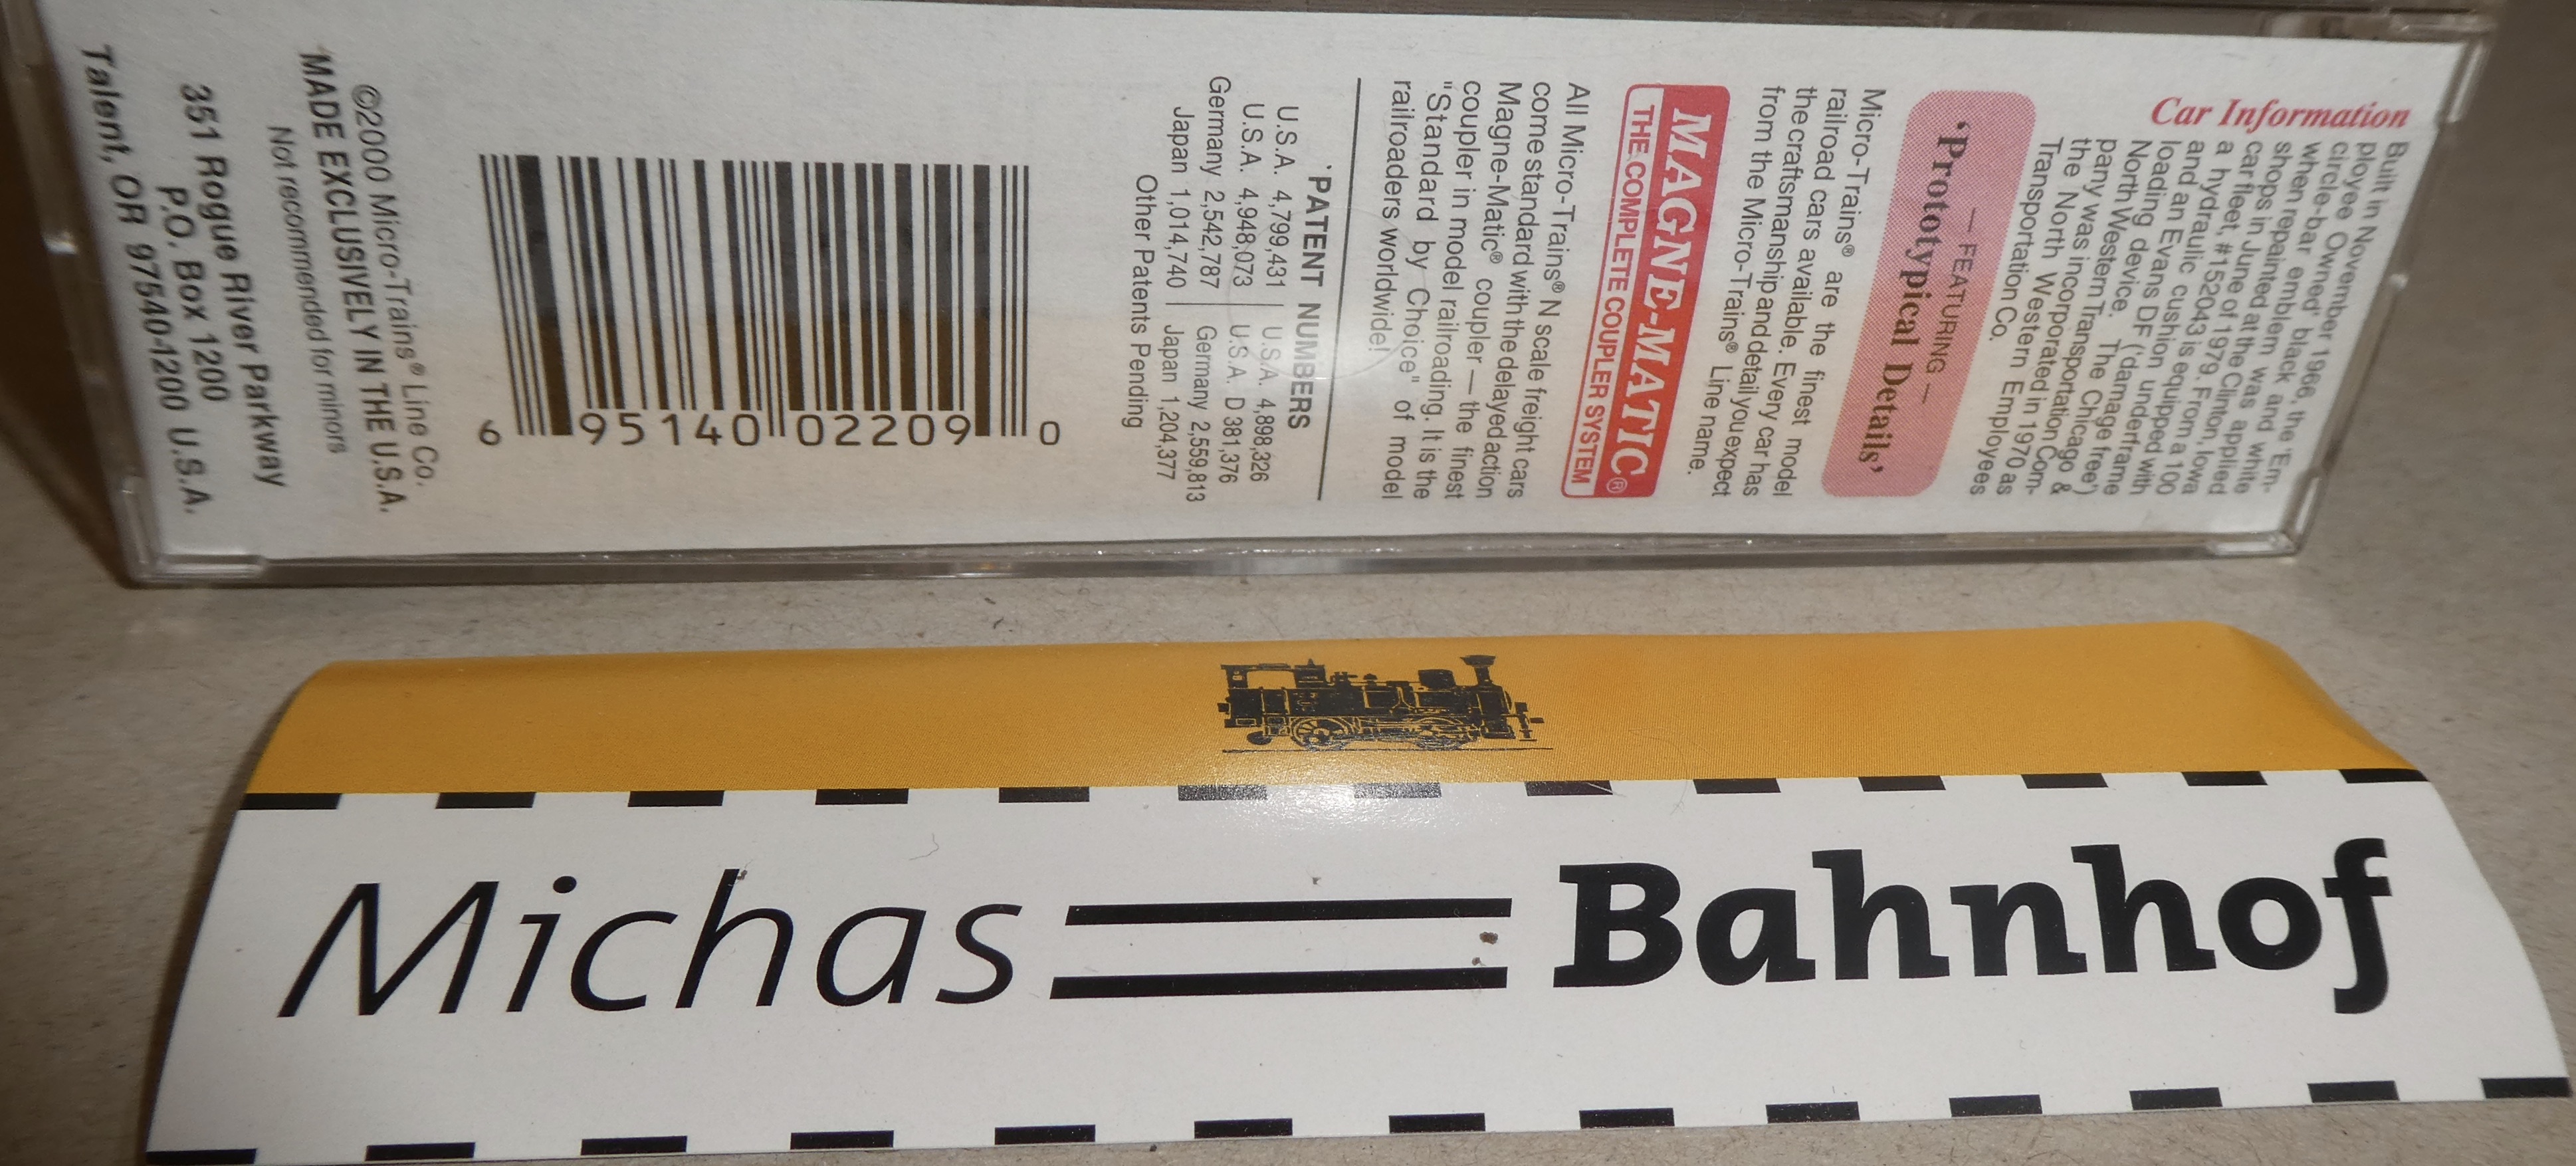 Car Information
Built in November 1966, the 'Em-
ployee Owned' black and white
circle-bar emblem was applied
when repainted at the Clinton, Iowa
shops in June of 1979. From a 100
car fleet, #152043 is equipped with
a hydraulic cushion underframe
and an Evans DF ('damage free')
loading device. The Chicago &
North Western Transportation Com-
pany was incorporated in 1970 as
the North Western Employees
Transportation Co.
— FEATURING —
'Prototypical Details'
Micro-Trains® are the finest model
railroad cars available. Every car has
the craftsmanship and detail you expect
from the Micro-Trains® Line name.
MAGNE-MATIC®
THE COMPLETE COUPLER SYSTEM
All Micro-Trains® N scale freight cars
come standard with the delayed action
Magne-Matic® coupler — the finest
coupler in model railroading. It is the
"Standard by Choice" of model
railroaders worldwide!
'PATENT NUMBERS
U.S.A. 4,799,431 | U.S.A. 4,898,326
U.S.A. 4,948,073 | U.S.A. D 381,376
Germany 2,542,787 | Germany 2,559,813
Japan 1,014,740 | Japan 1,204,377
Other Patents Pending
6 95140 02209 0
©2000 Micro-Trains® Line Co.
'MADE EXCLUSIVELY IN THE U.S.A.
Not recommended for minors
351 Rogue River Parkway
P.O. Box 1200
Talent, OR 97540-1200 U.S.A.
Michas Bahnhof